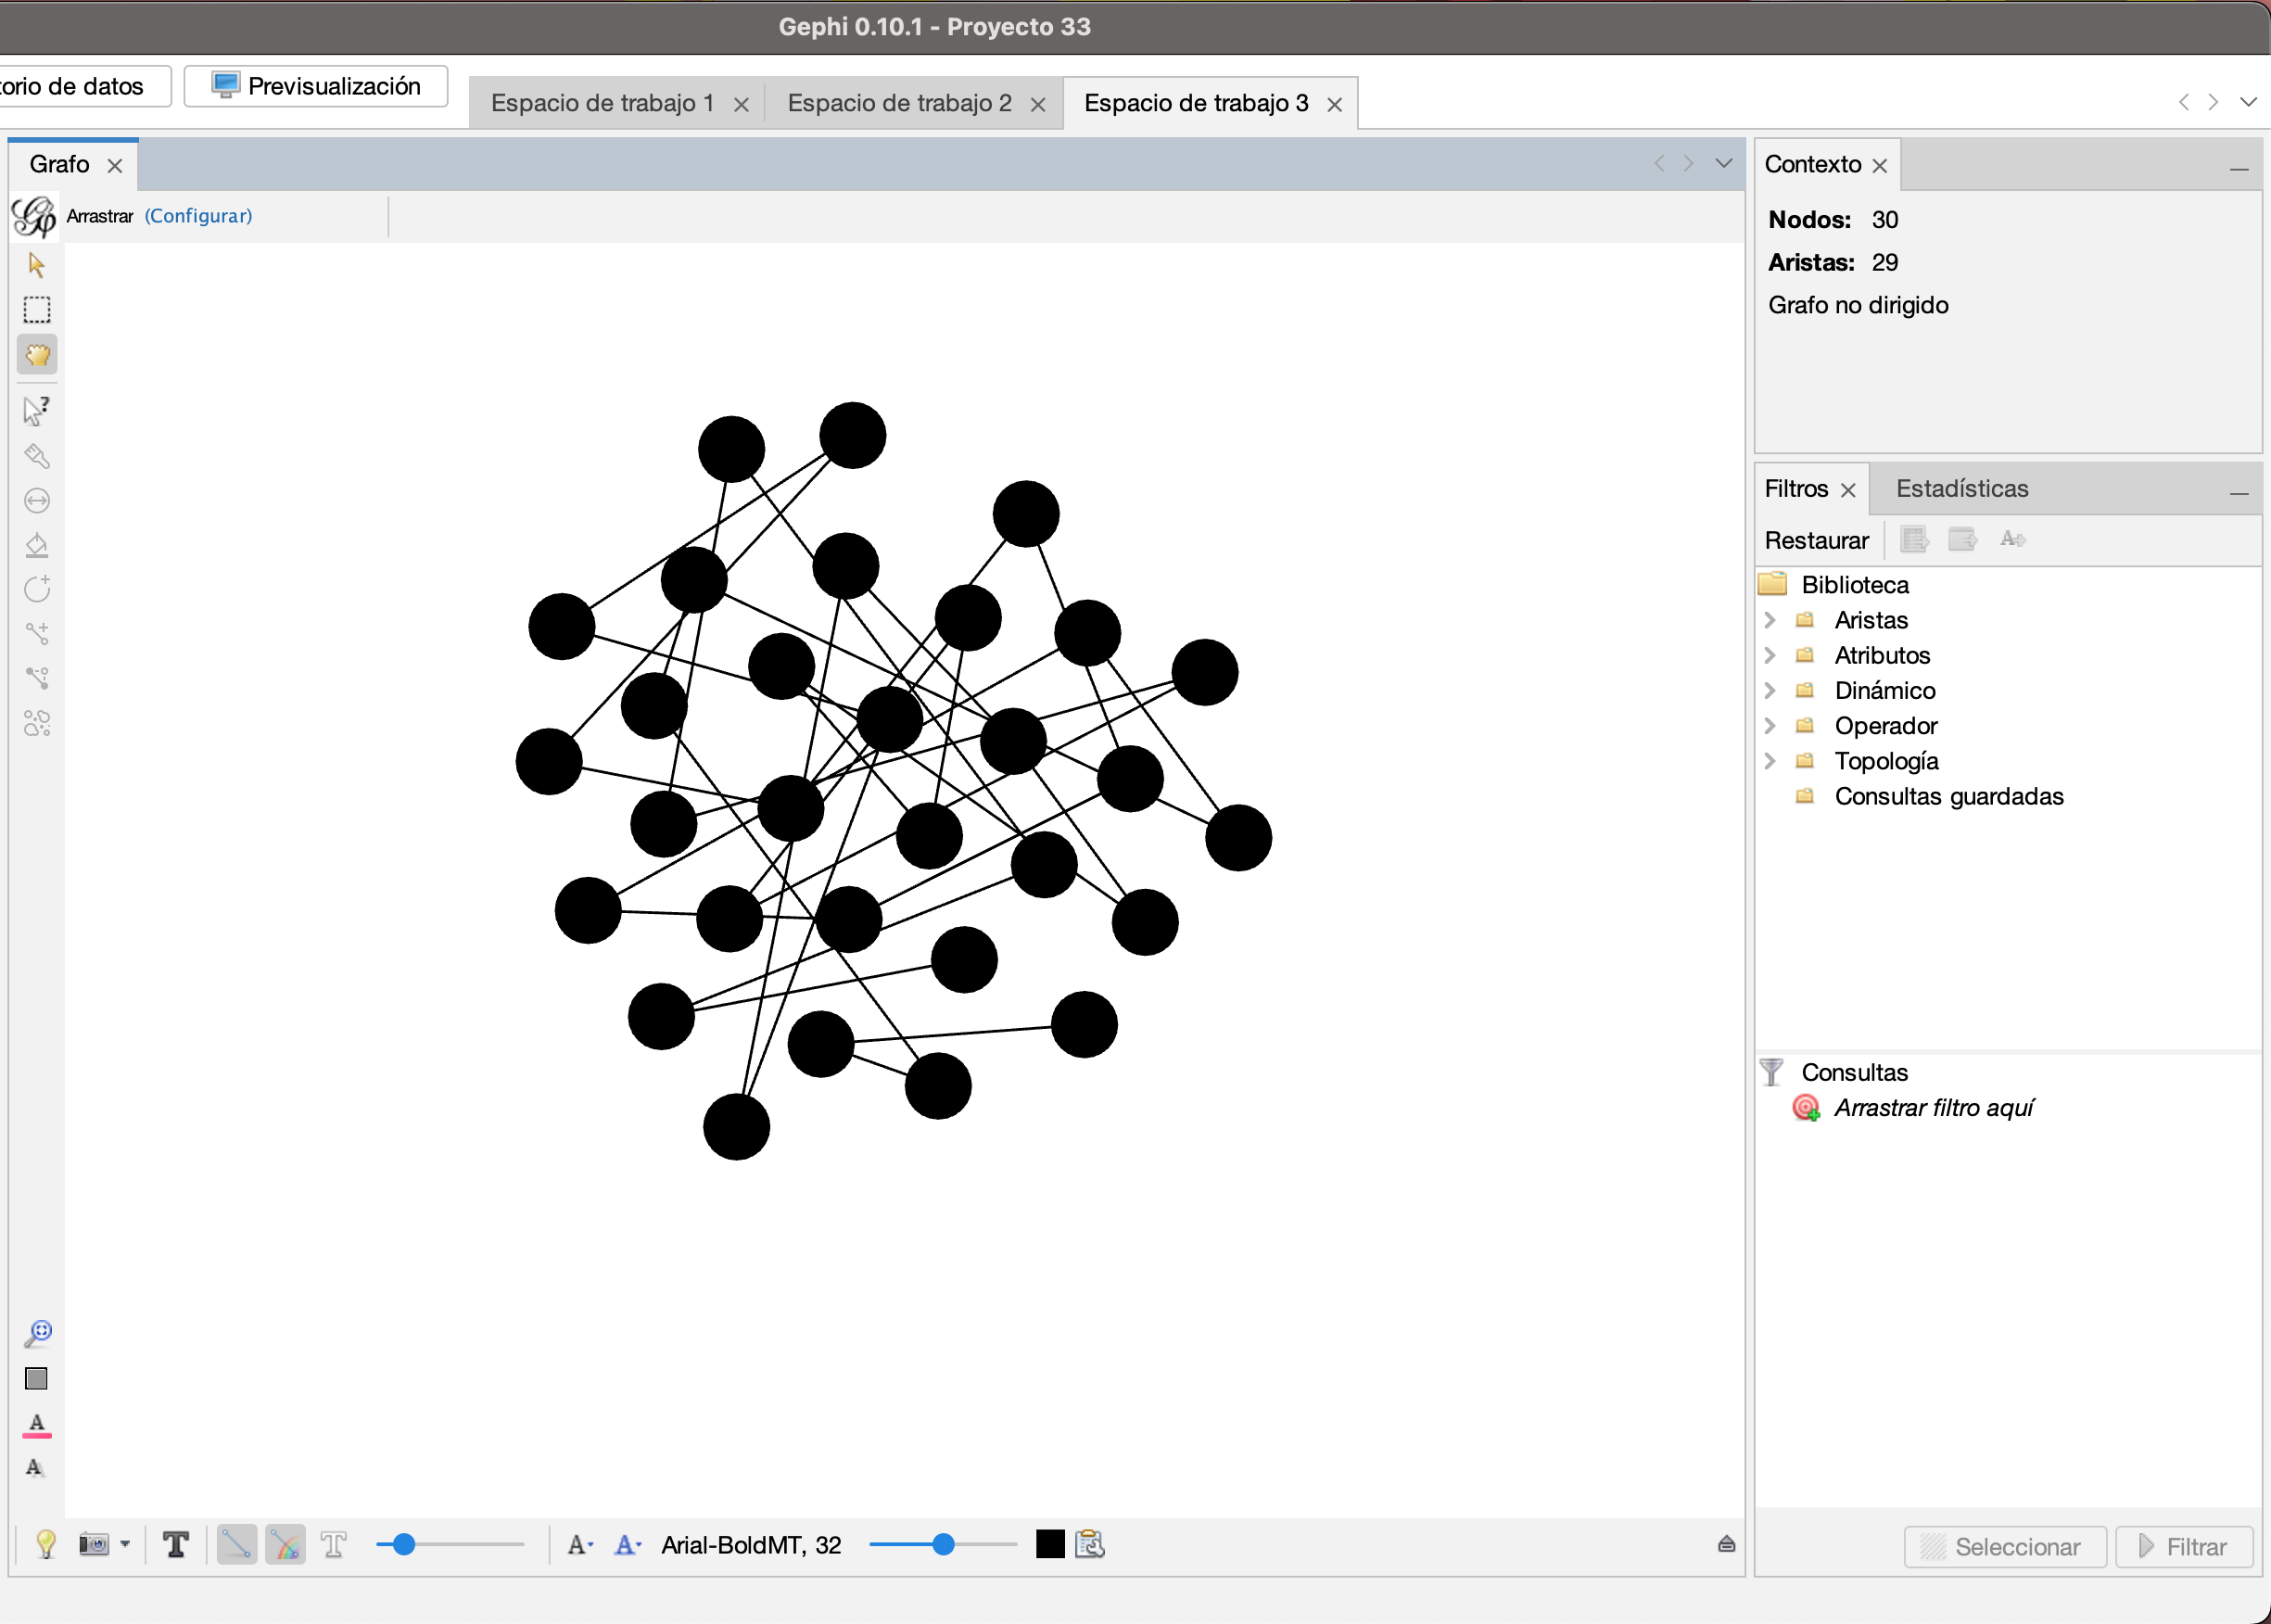 Gephi 0.10.1 - Proyecto 33
torio de datos
Previsualización
Espacio de trabajo 1
Espacio de trabajo 2
Espacio de trabajo 3
Grafo
Arrastrar (Configurar)
Contexto
Nodos: 30
Aristas: 29
Grafo no dirigido
Filtros
Estadísticas
Restaurar
Biblioteca
Aristas
Atributos
Dinámico
Operador
Topología
Consultas guardadas
Consultas
Arrastrar filtro aquí
Arial-BoldMT, 32
Seleccionar
Filtrar